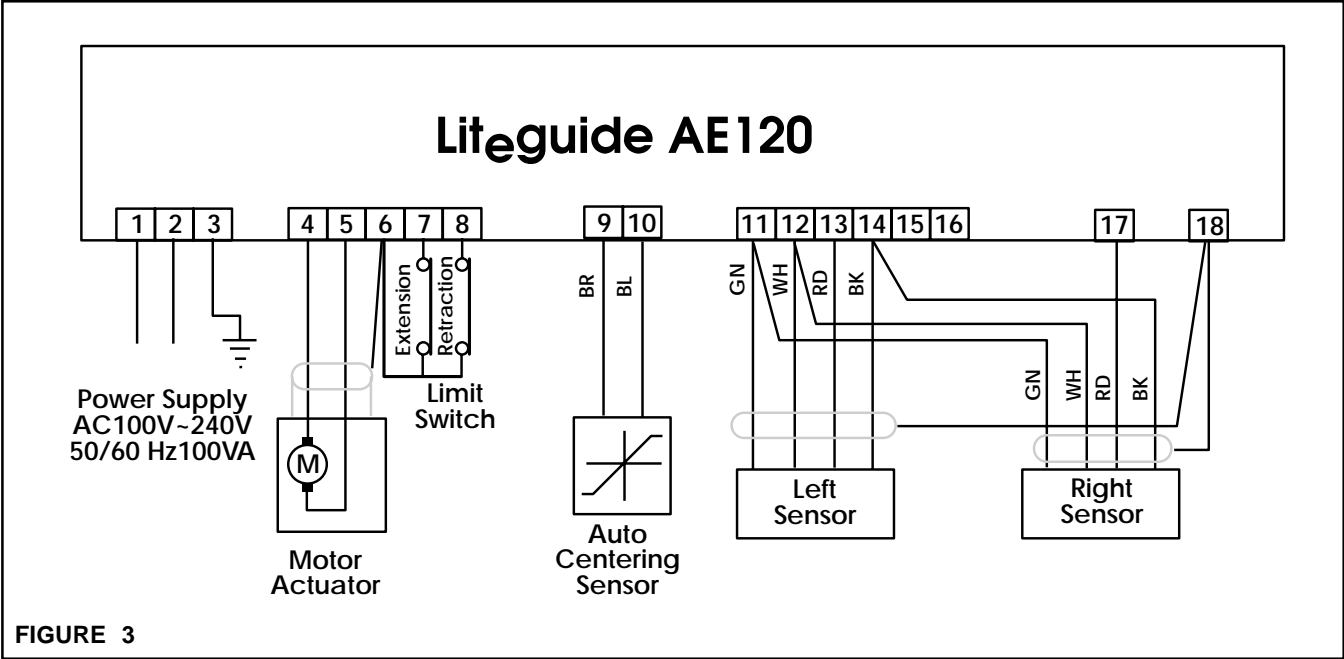 Liteguide AE120
1 2 3
4 5 6 7 8
9 10
11 12 13 14 15 16
17
18
Extension
Retraction
BR
BL
GN
WH
RD
BK
GN
WH
RD
BK
Power Supply
AC100V~240V
50/60 Hz100VA
Limit
Switch
M
Motor
Actuator
Auto
Centering
Sensor
Left
Sensor
Right
Sensor
FIGURE 3